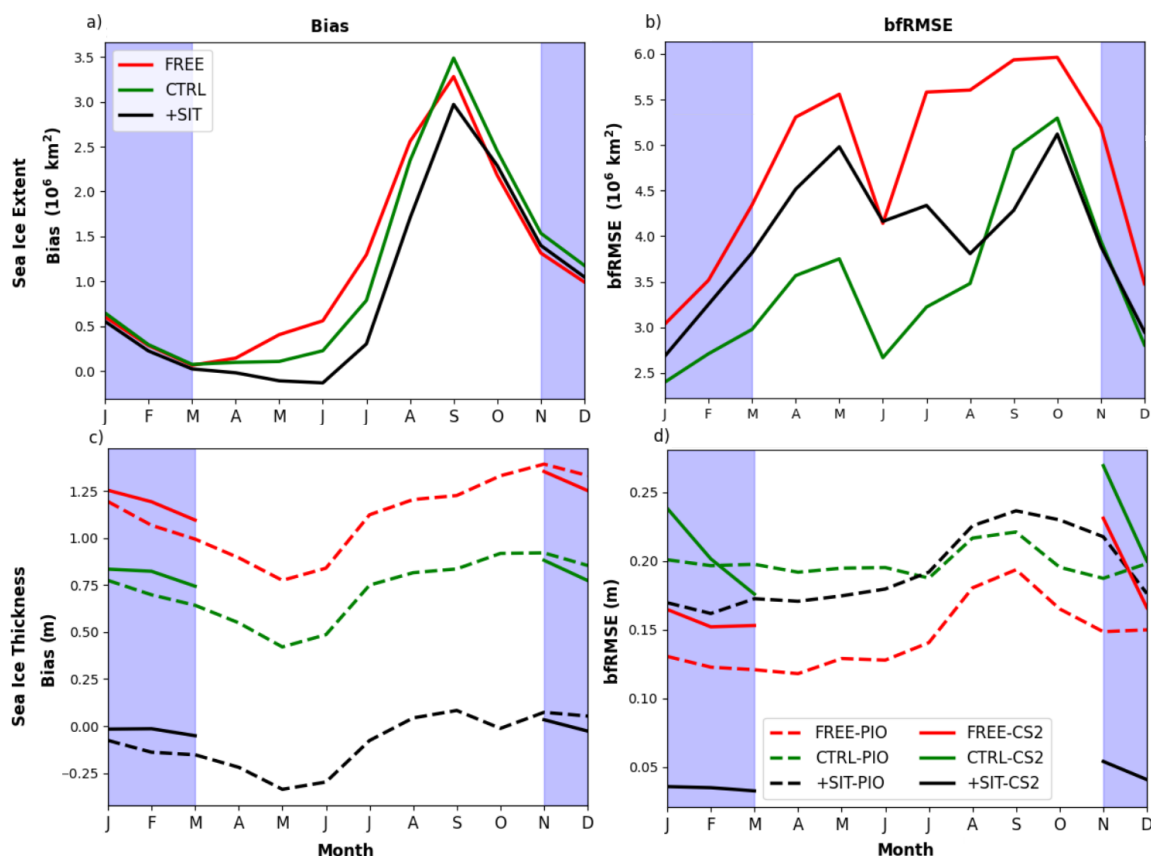 a)
Bias
b)
bfRMSE
Sea Ice Extent
Bias (10⁶ km²)
3.5
3.0
2.5
2.0
1.5
1.0
0.5
0.0
FREE
CTRL
+SIT
J F M A M J J A S O N D
bfRMSE (10⁶ km²)
6.0
5.5
5.0
4.5
4.0
3.5
3.0
2.5
J F M A M J J A S O N D
c)
Sea Ice Thickness
Bias (m)
1.25
1.00
0.75
0.50
0.25
0.00
−0.25
J F M A M J J A S O N D
Month
d)
bfRMSE (m)
0.25
0.20
0.15
0.10
0.05
FREE-PIO FREE-CS2
CTRL-PIO CTRL-CS2
+SIT-PIO +SIT-CS2
J F M A M J J A S O N D
Month